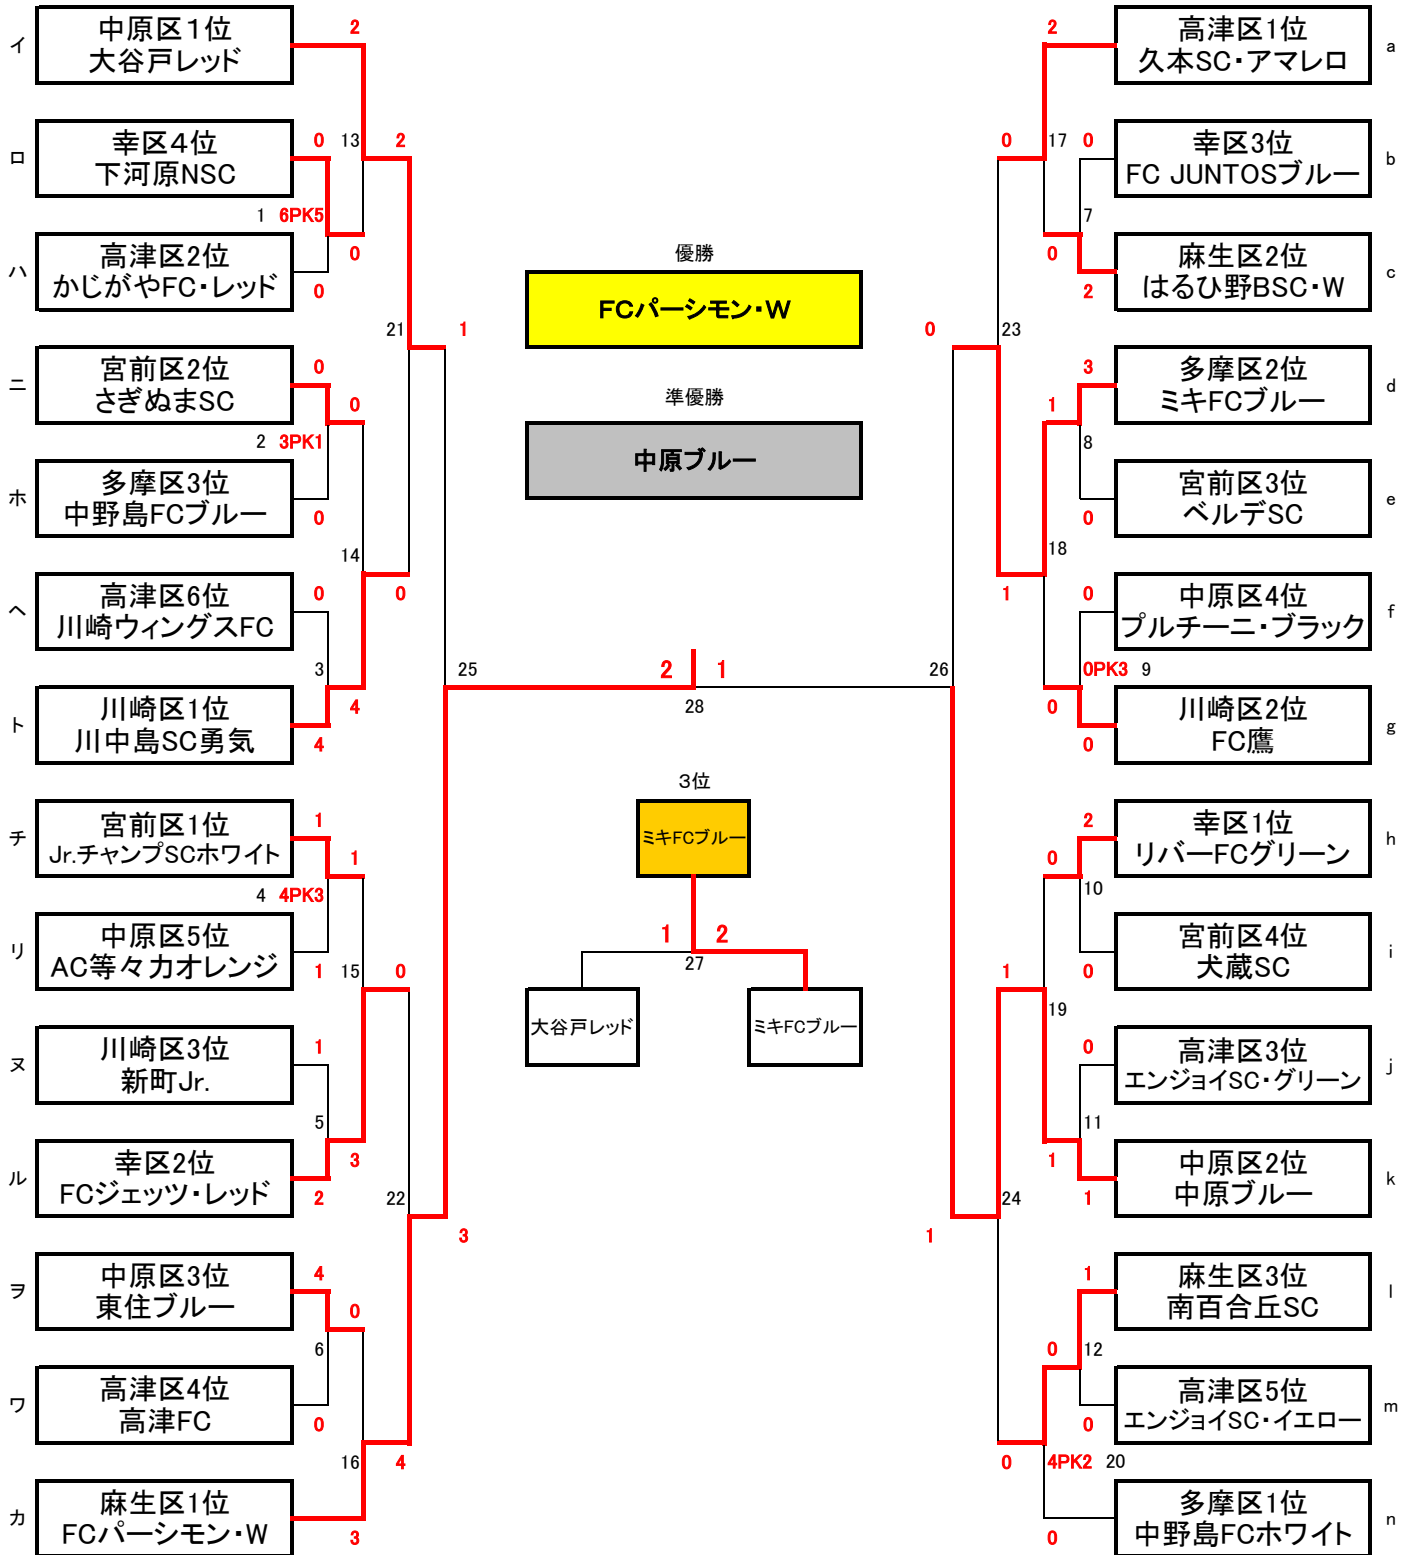 イ
中原区1位
大谷戸レッド
2
ロ
幸区4位
下河原NSC
0
13
2
1
6PK5
0
ハ
高津区2位
かじがやFC・レッド
0
21
1
ニ
宮前区2位
さぎぬまSC
0
0
2
3PK1
ホ
多摩区3位
中野島FCブルー
0
14
0
ヘ
高津区6位
川崎ウィングスFC
0
3
ト
川崎区1位
川中島SC勇気
4
4
25
チ
宮前区1位
Jr.チャンプSCホワイト
1
1
4
4PK3
リ
中原区5位
AC等々力オレンジ
1
15
0
ヌ
川崎区3位
新町Jr.
1
5
ル
幸区2位
FCジェッツ・レッド
2
3
22
3
ヲ
中原区3位
東住ブルー
4
0
6
ワ
高津区4位
高津FC
0
16
4
カ
麻生区1位
FCパーシモン・W
3
優勝
FCパーシモン・W
準優勝
中原ブルー
2
1
28
3位
ミキFCブルー
1
2
27
大谷戸レッド
ミキFCブルー
2
高津区1位
久本SC・アマレロ
a
0
17
0
幸区3位
FC JUNTOSブルー
b
7
0
2
麻生区2位
はるひ野BSC・W
c
0
23
3
多摩区2位
ミキFCブルー
d
1
8
0
宮前区3位
ベルデSC
e
18
1
0
中原区4位
プルチーニ・ブラック
f
0PK3
9
26
0
0
川崎区2位
FC鷹
g
2
幸区1位
リバーFCグリーン
h
0
10
0
宮前区4位
犬蔵SC
i
1
19
0
高津区3位
エンジョイSC・グリーン
j
11
1
1
中原区2位
中原ブルー
k
24
1
1
麻生区3位
南百合丘SC
l
0
12
0
高津区5位
エンジョイSC・イエロー
m
0
4PK2
20
0
多摩区1位
中野島FCホワイト
n